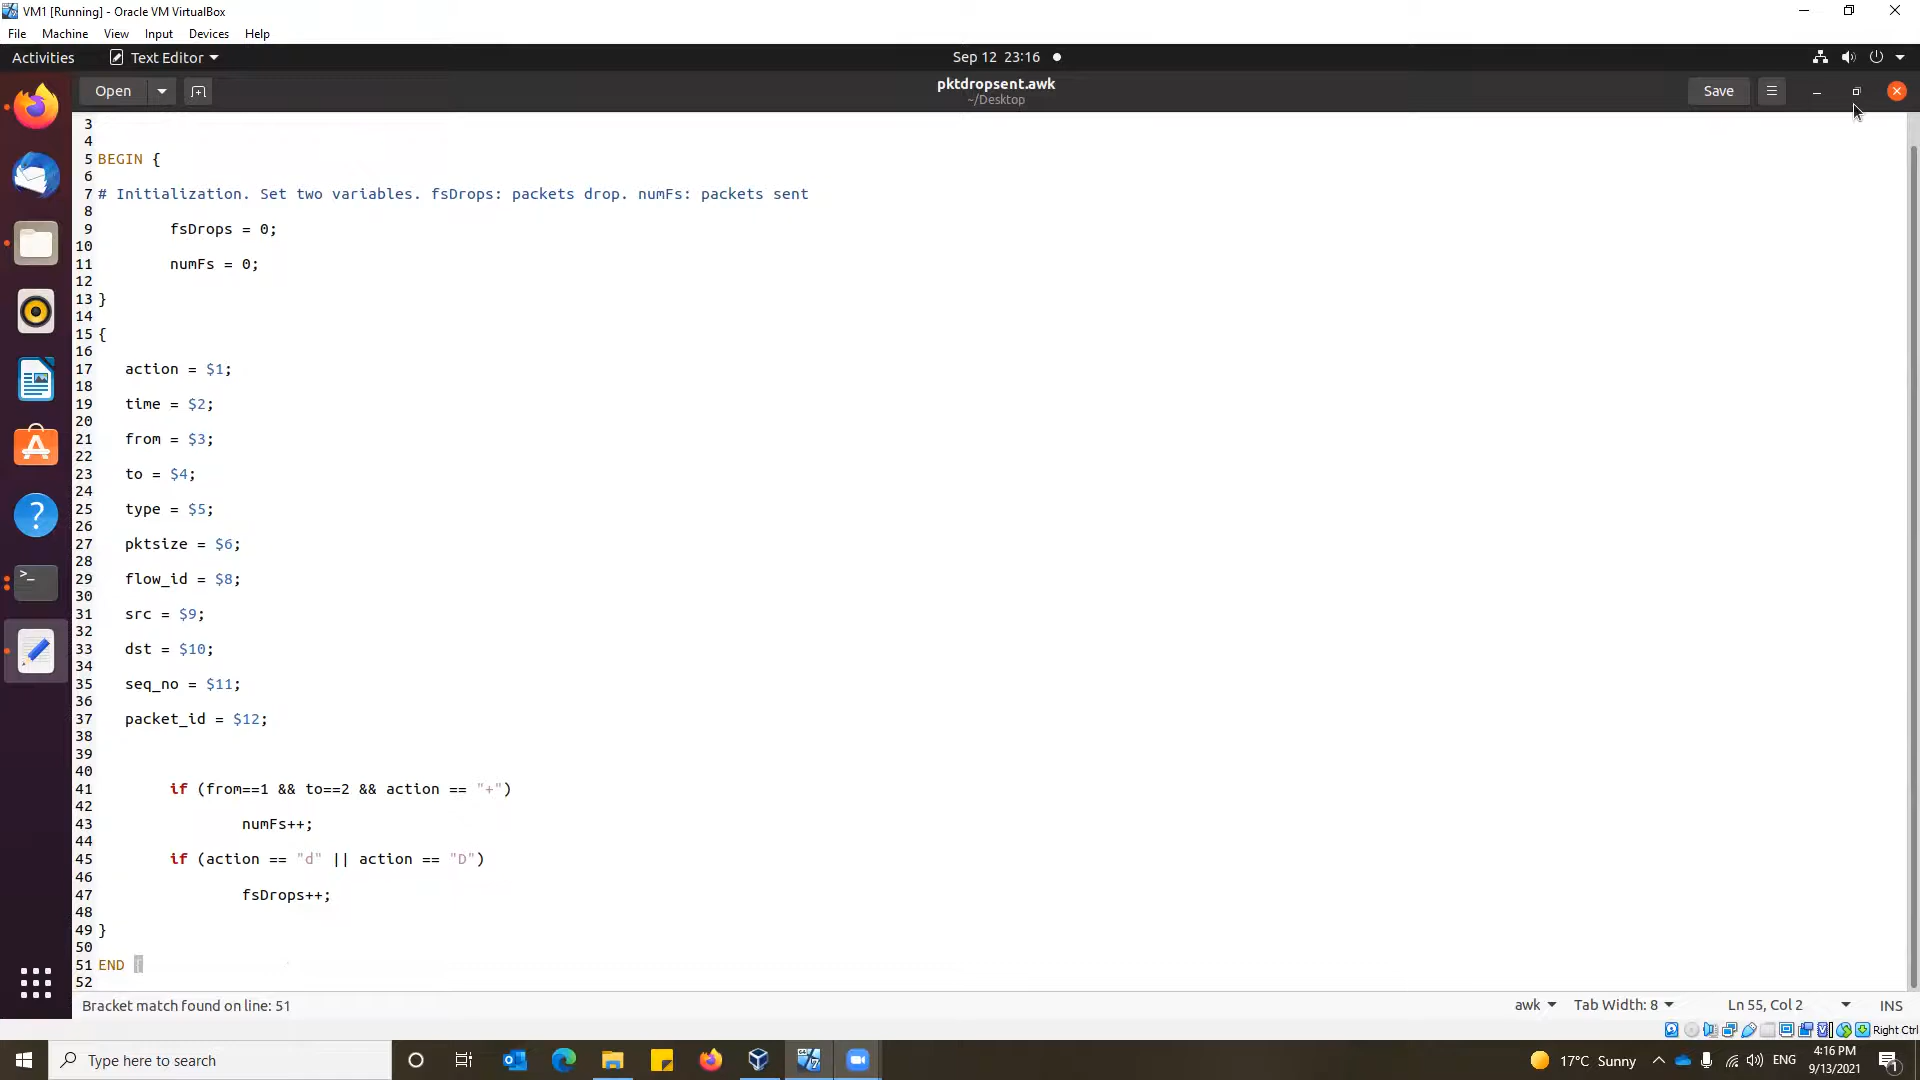 VM1 [Running] - Oracle VM VirtualBox
File Machine View Input Devices Help
Activities Text Editor Sep 12 23:16
Open pktdropsent.awk Save
~/Desktop
3
4
5 BEGIN {
6
7 # Initialization. Set two variables. fsDrops: packets drop. numFs: packets sent
8
9 fsDrops = 0;
10
11 numFs = 0;
12
13 }
14
15 {
16
17 action = $1;
18
19 time = $2;
20
21 from = $3;
22
23 to = $4;
24
25 type = $5;
26
27 pktsize = $6;
28
29 flow_id = $8;
30
31 src = $9;
32
33 dst = $10;
34
35 seq_no = $11;
36
37 packet_id = $12;
38
39
40
41 if (from==1 && to==2 && action == "+")
42
43 numFs++;
44
45 if (action == "d" || action == "D")
46
47 fsDrops++;
48
49 }
50
51 END
52
Bracket match found on line: 51 awk Tab Width: 8 Ln 55, Col 2 INS
Right Ctrl
Type here to search 17°C Sunny ENG 4:16 PM
9/13/2021